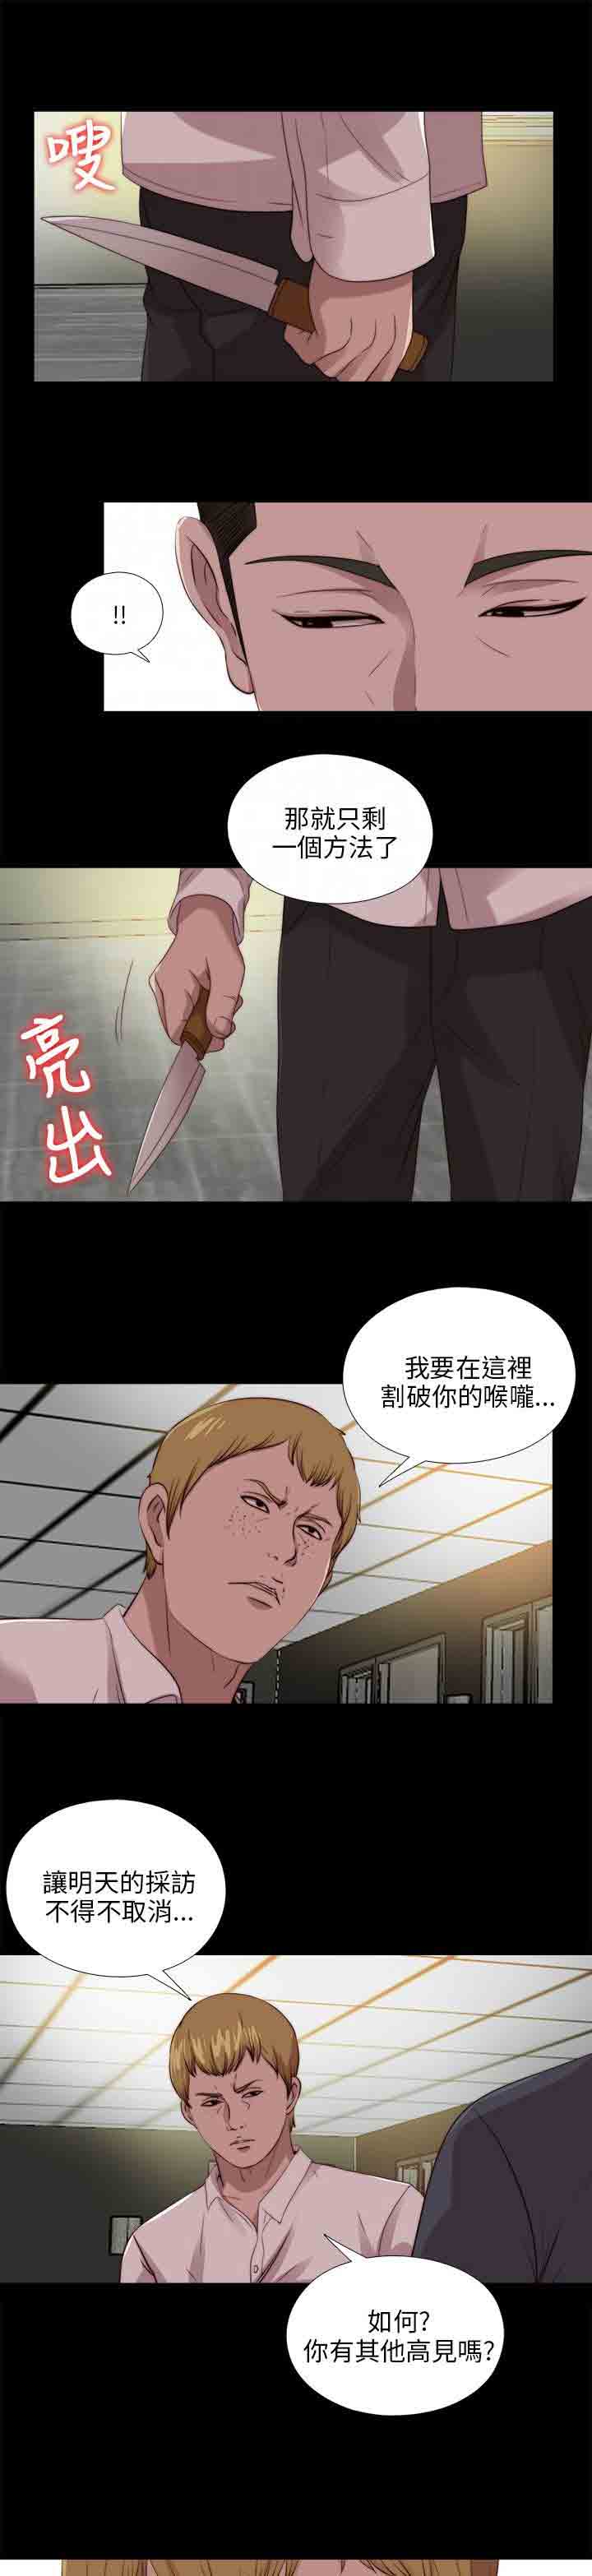 嗖
!!
那就只剩
一個方法了
亮出
我要在這裡
割破你的喉嚨...
讓明天的採訪
不得不取消...
如何?
你有其他高見嗎?